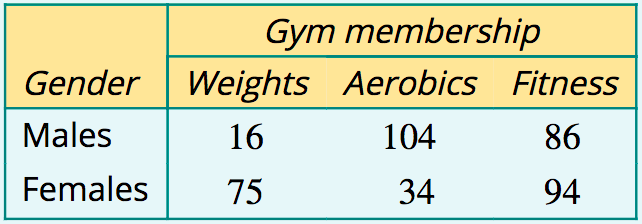 Gym membership
Gender Weights Aerobics Fitness
Males 16 104 86
Females 75 34 94